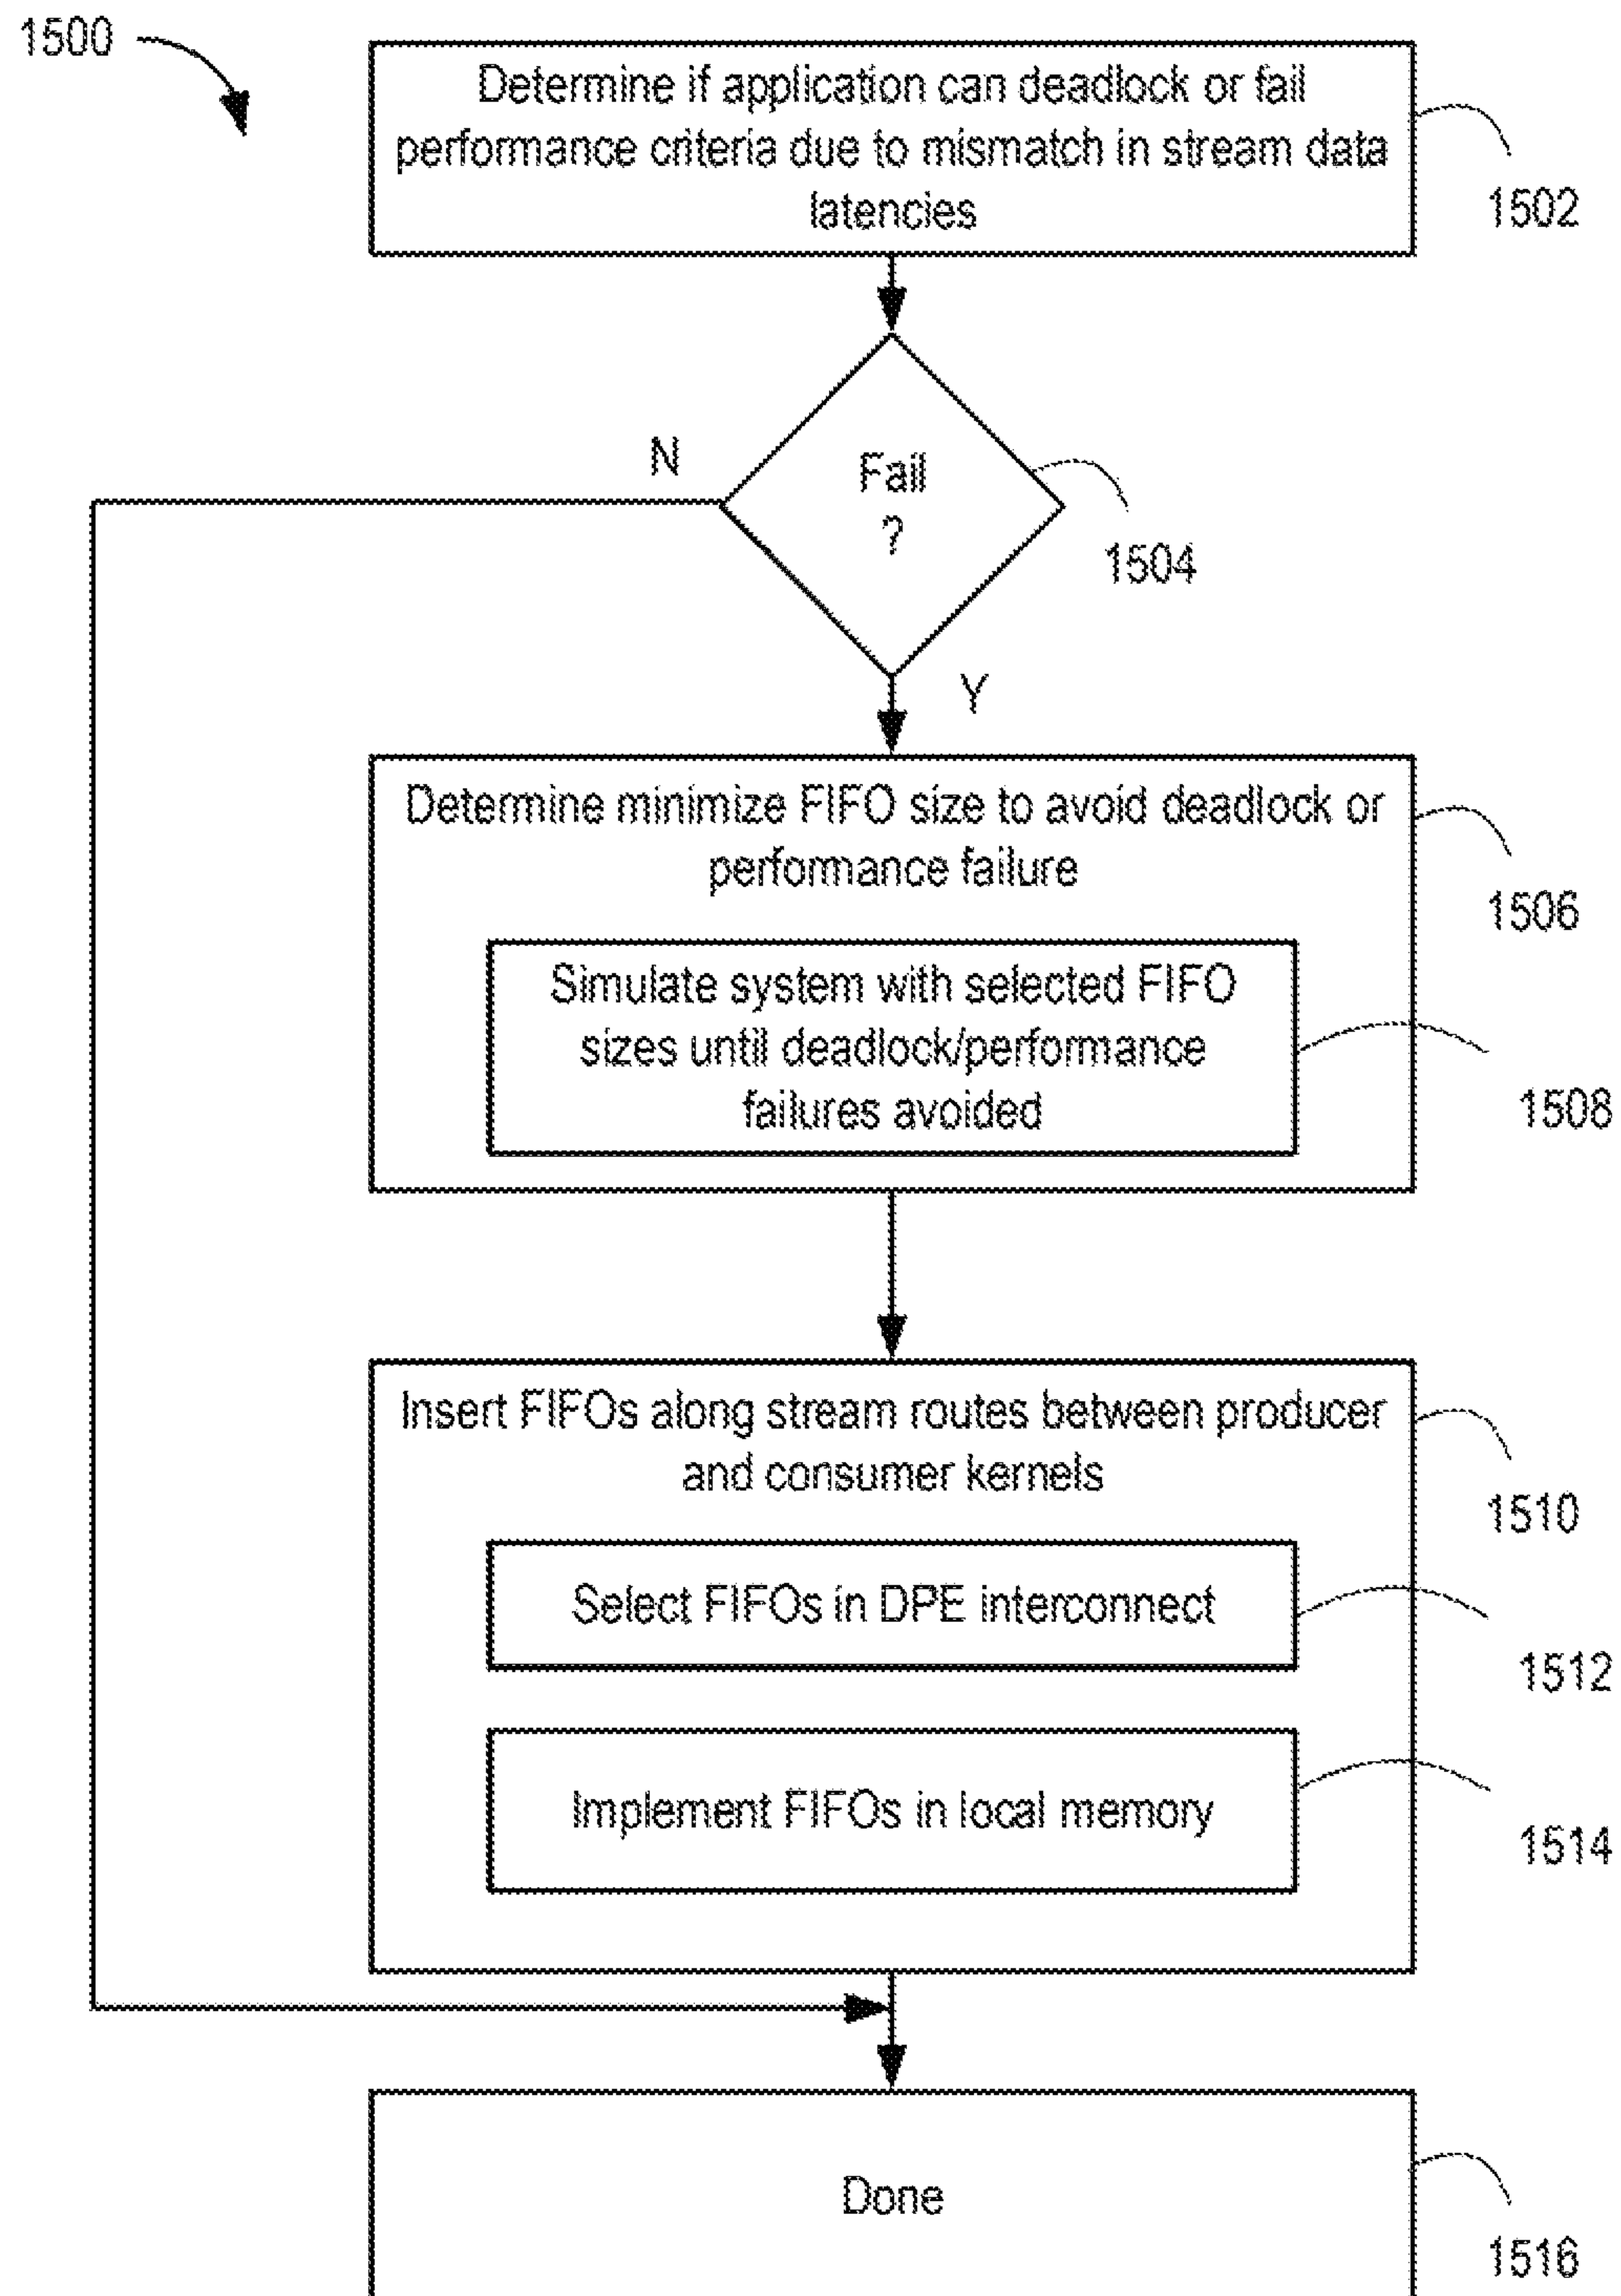 1500
Determine if application can deadlock or fail
performance criteria due to mismatch in stream data
latencies
1502
N
Fail
?
1504
Y
Determine minimize FIFO size to avoid deadlock or
performance failure
1506
Simulate system with selected FIFO
sizes until deadlock/performance
failures avoided
1508
Insert FIFOs along stream routes between producer
and consumer kernels
1510
Select FIFOs in DPE interconnect
1512
Implement FIFOs in local memory
1514
Done
1516